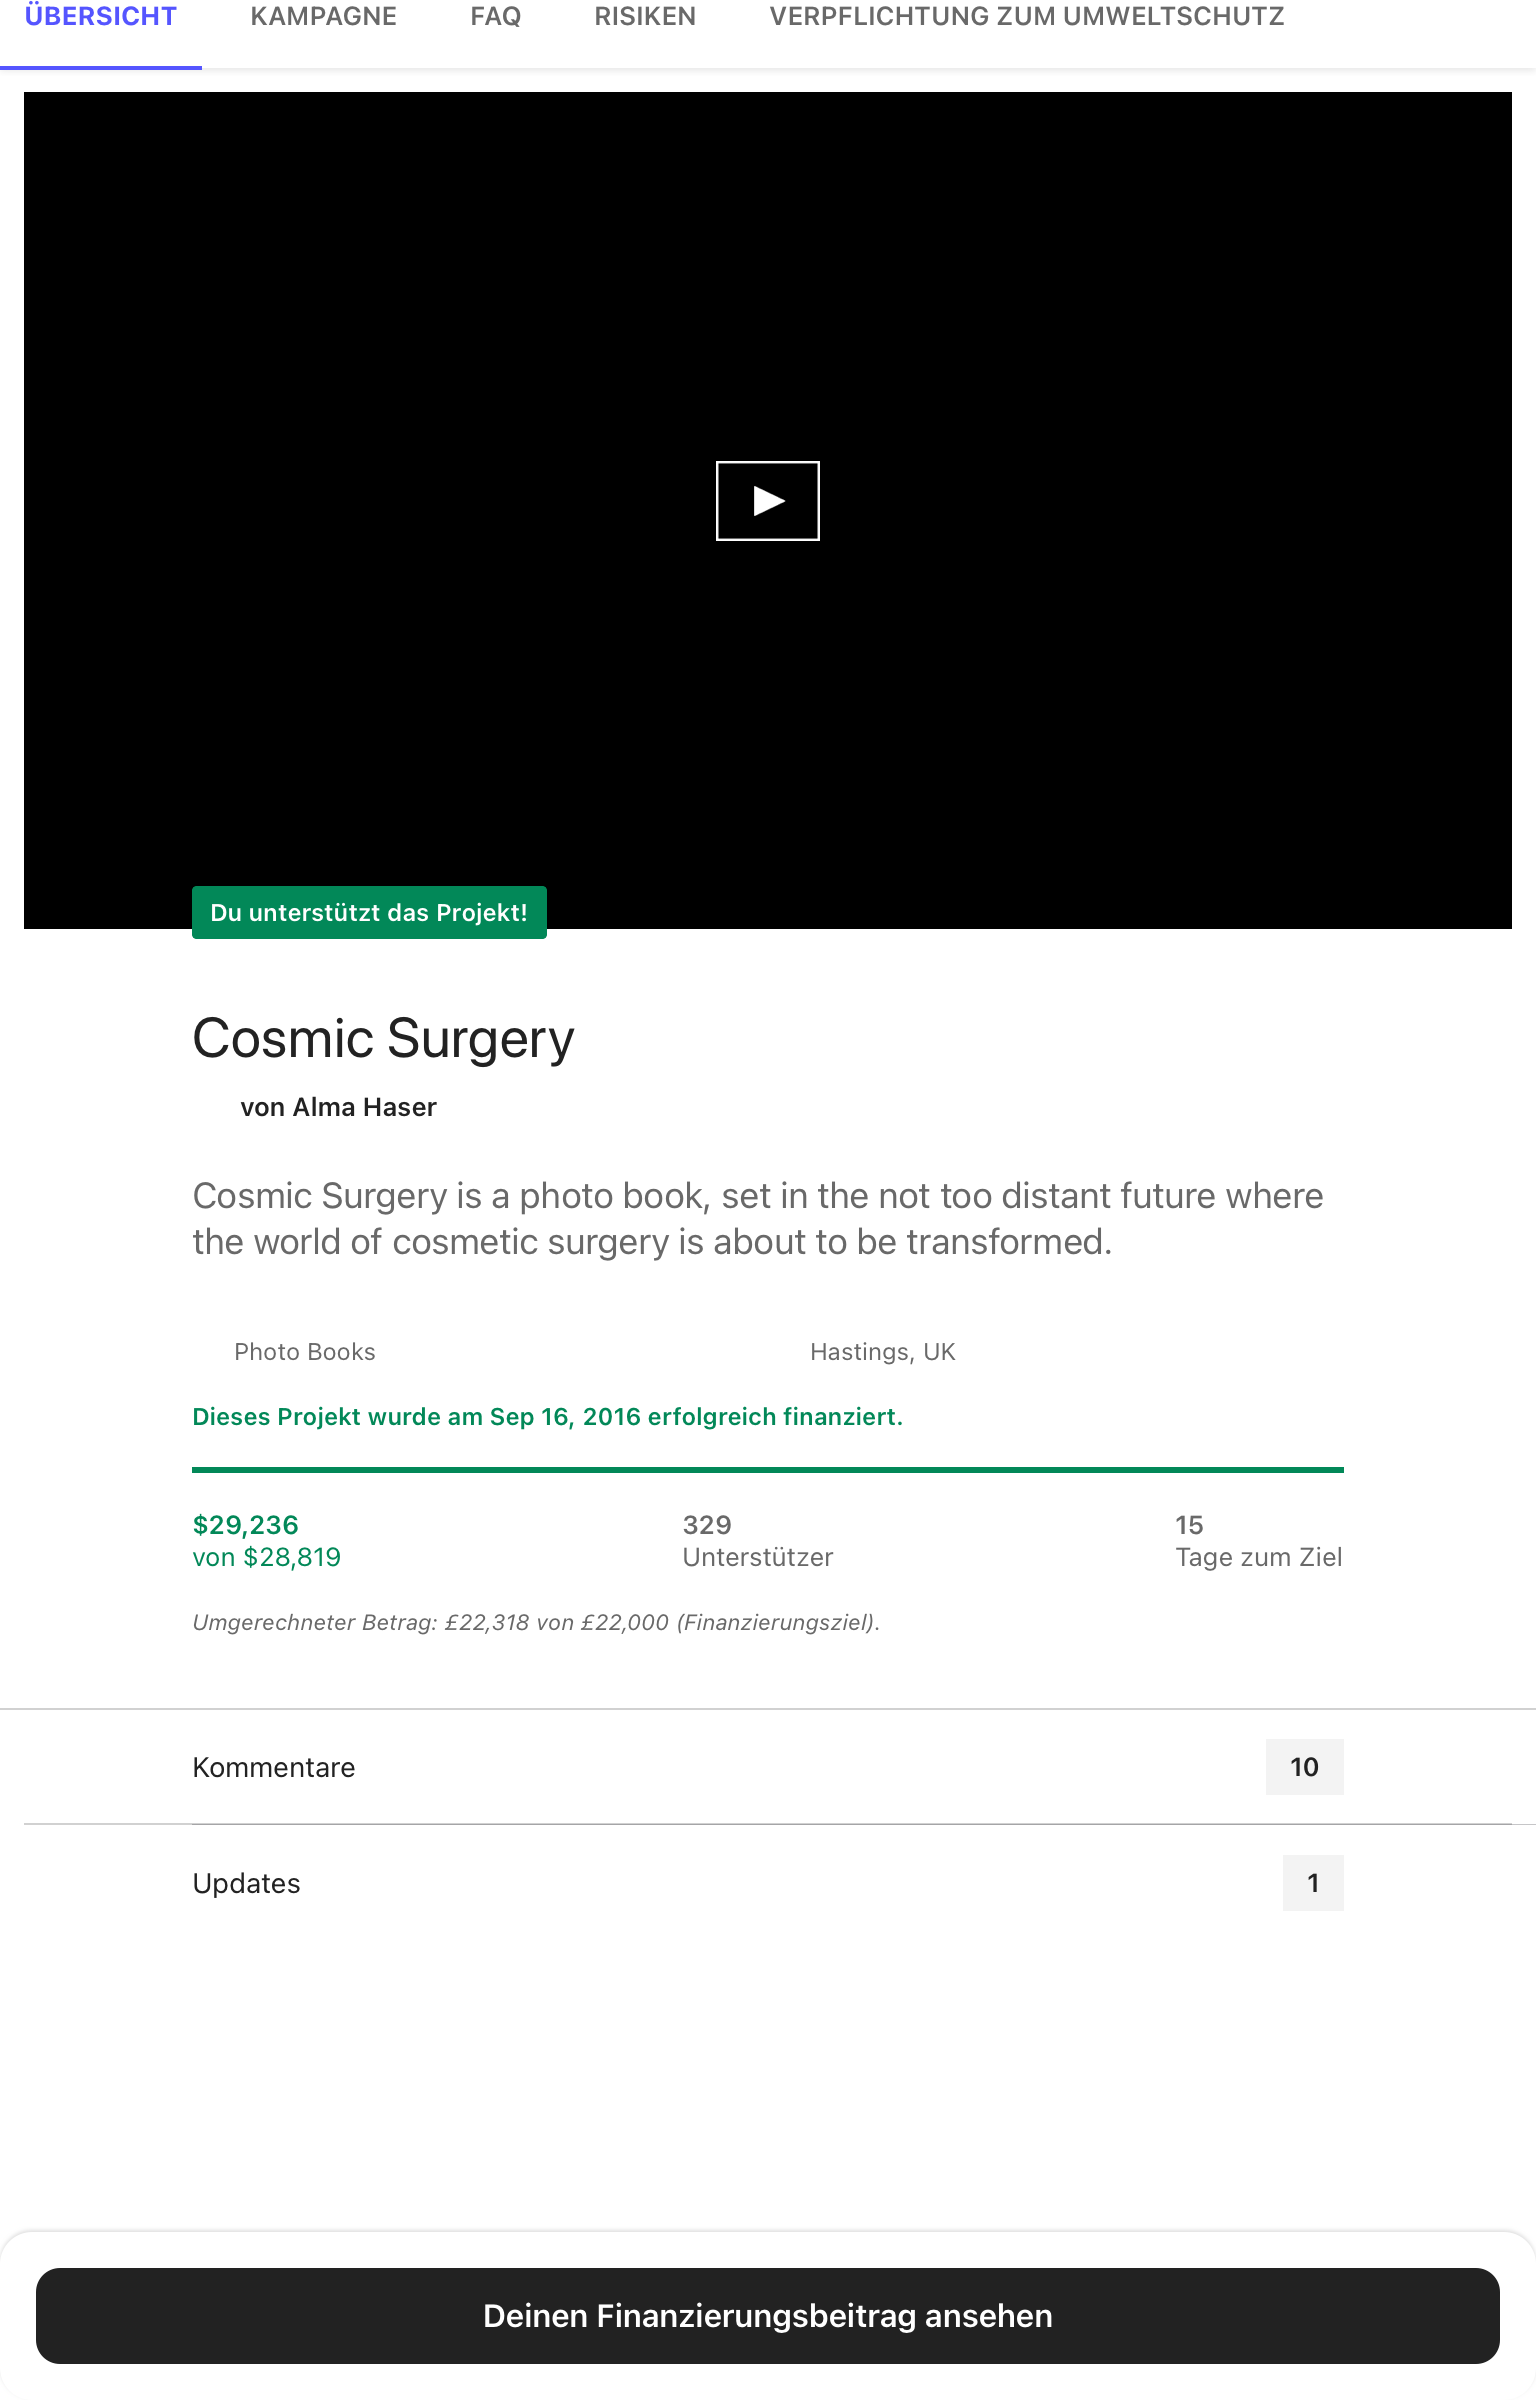 ÜBERSICHT KAMPAGNE FAQ RISIKEN VERPFLICHTUNG ZUM UMWELTSCHUTZ
Du unterstützt das Projekt!
Cosmic Surgery
von Alma Haser
Cosmic Surgery is a photo book, set in the not too distant future where
the world of cosmetic surgery is about to be transformed.
Photo Books Hastings, UK
Dieses Projekt wurde am Sep 16, 2016 erfolgreich finanziert.
$29,236 329 15
von $28,819 Unterstützer Tage zum Ziel
Umgerechneter Betrag: £22,318 von £22,000 (Finanzierungsziel).
Kommentare 10
Updates 1
Deinen Finanzierungsbeitrag ansehen